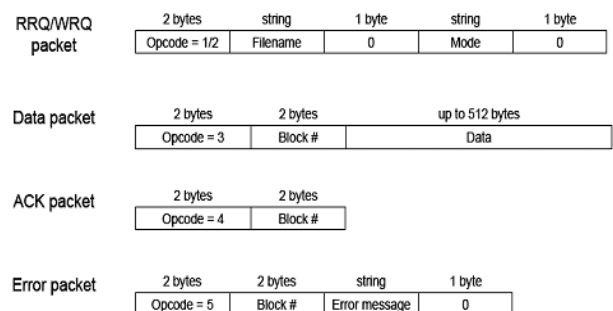 RRQ/WRQ packet
2 bytes string 1 byte string 1 byte
Opcode = 1/2 Filename 0 Mode 0
Data packet
2 bytes 2 bytes up to 512 bytes
Opcode = 3 Block # Data
ACK packet
2 bytes 2 bytes
Opcode = 4 Block #
Error packet
2 bytes 2 bytes string 1 byte
Opcode = 5 Block # Error message 0